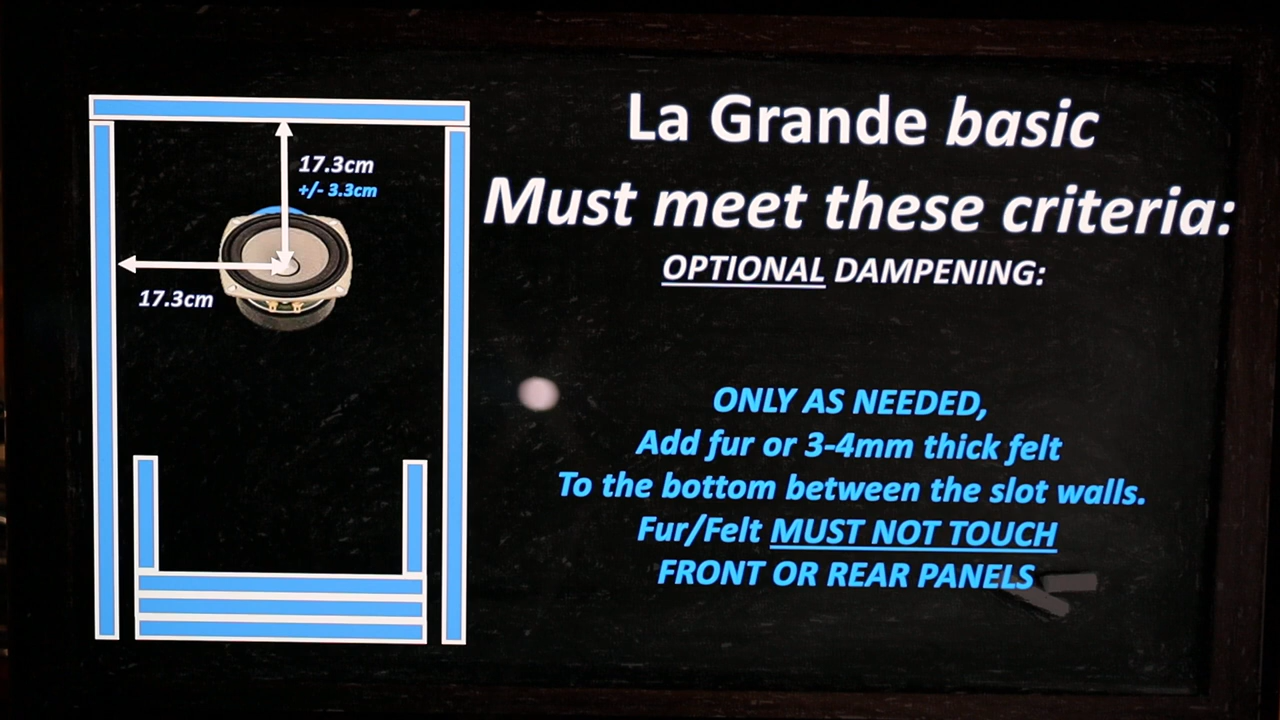 La Grande basic
Must meet these criteria:
OPTIONAL DAMPENING:
17.3cm
+/- 3.3cm
17.3cm
ONLY AS NEEDED,
Add fur or 3-4mm thick felt
To the bottom between the slot walls.
Fur/Felt MUST NOT TOUCH
FRONT OR REAR PANELS